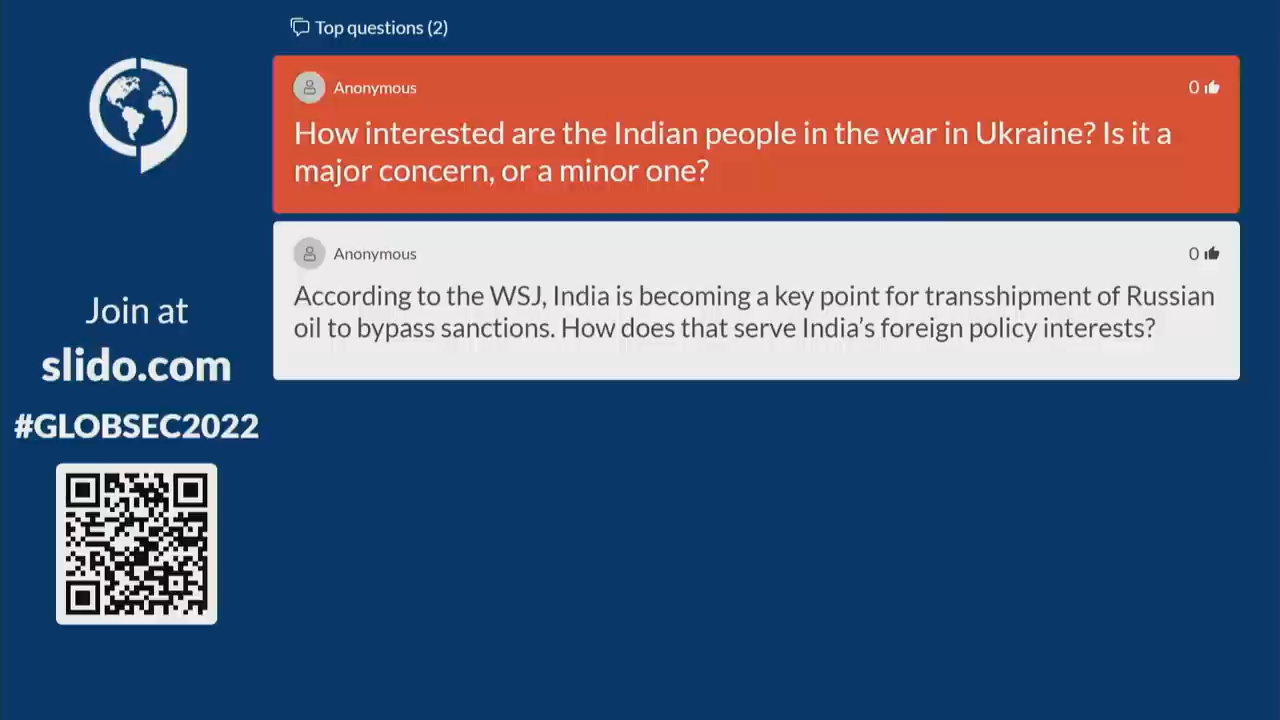 Top questions (2)
Anonymous
0
How interested are the Indian people in the war in Ukraine? Is it a
major concern, or a minor one?
Anonymous
0
According to the WSJ, India is becoming a key point for transshipment of Russian
oil to bypass sanctions. How does that serve India’s foreign policy interests?
Join at
slido.com
#GLOBSEC2022